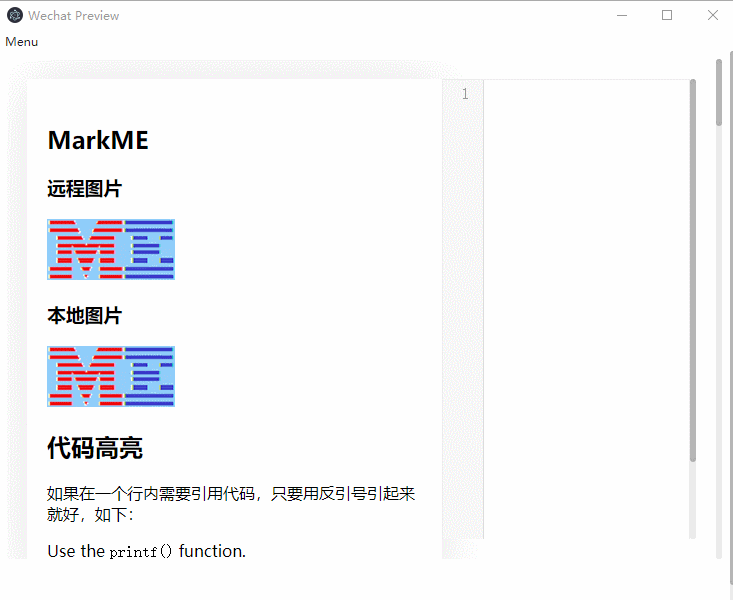 Wechat Preview
Menu
1
MarkME
远程图片
ME
本地图片
ME
代码高亮
如果在一个行内需要引用代码，只要用反引号引起来
就好，如下：
Use the printf() function.